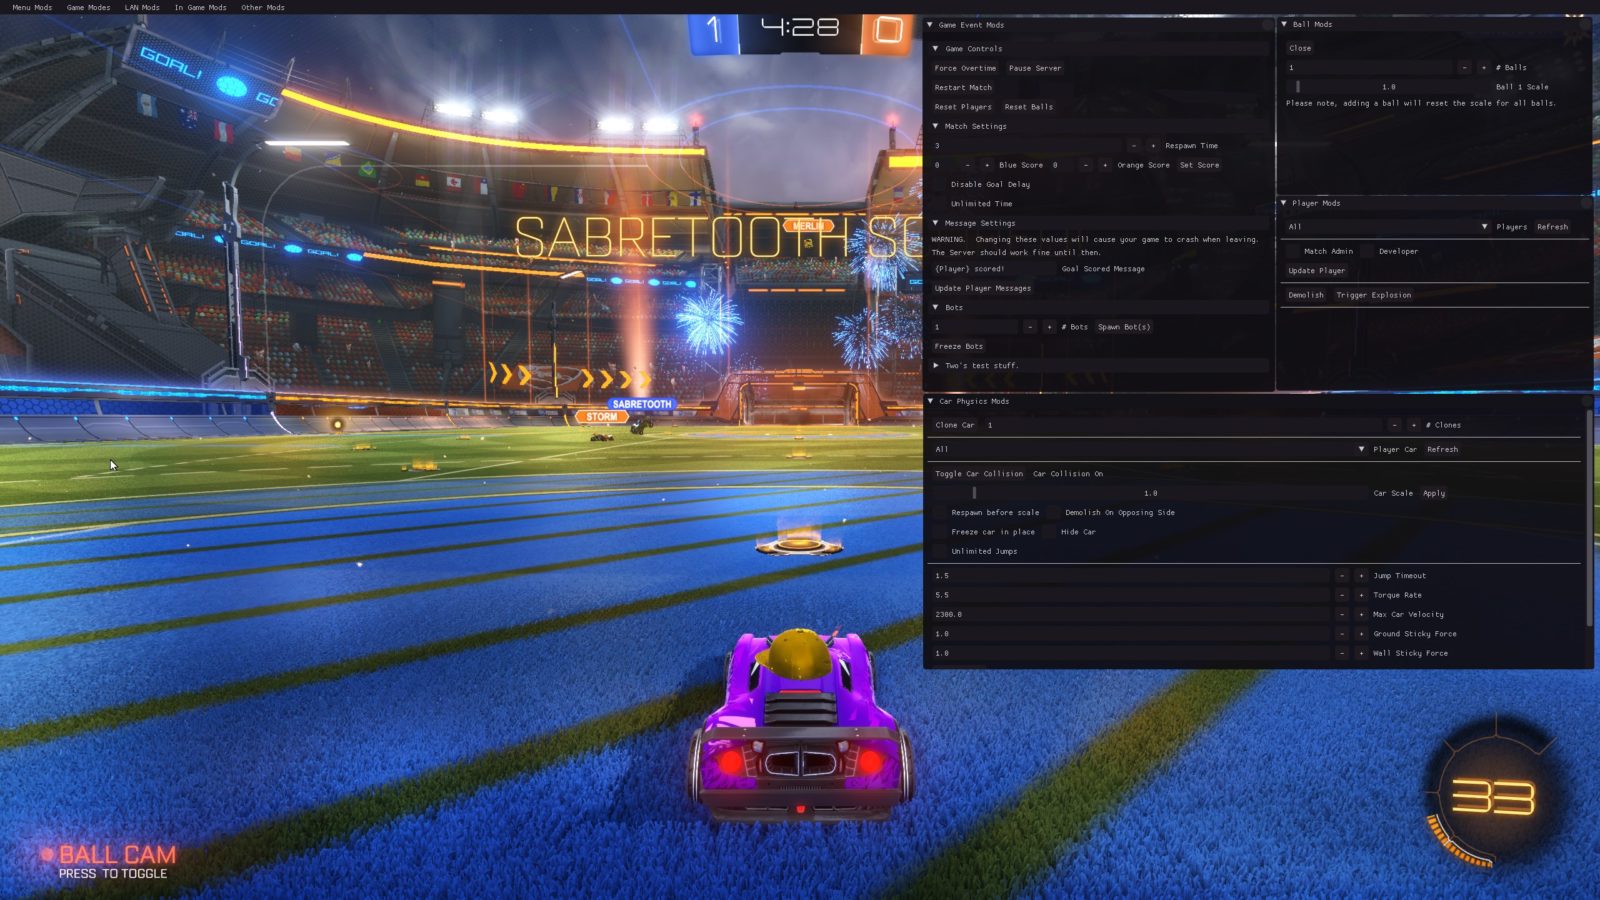 Menu Mods Game Modes LAN Mods In Game Mods Other Mods
1 4:28 0
GOAL! GO
GOAL! GOAL!
SABRETOOTH SC
MERLIN
SABRETOOTH
STORM
BALL CAM
PRESS TO TOGGLE
33
Game Event Mods
Game Controls
Force Overtime Pause Server
Restart Match
Reset Players Reset Balls
Match Settings
3 - + Respawn Time
0 - + Blue Score 0 - + Orange Score Set Score
Disable Goal Delay
Unlimited Time
Message Settings
WARNING. Changing these values will cause your game to crash when leaving.
The Server should work fine until then.
{Player} scored! Goal Scored Message
Update Player Messages
Bots
1 - + # Bots Spawn Bot(s)
Freeze Bots
Two's test stuff.
Ball Mods
Close
1 - + # Balls
1.0 Ball 1 Scale
Please note, adding a ball will reset the scale for all balls.
Player Mods
All Players Refresh
Match Admin Developer
Update Player
Demolish Trigger Explosion
Car Physics Mods
Clone Car 1 - + # Clones
All Player Car Refresh
Toggle Car Collision Car Collision On
1.0 Car Scale Apply
Respawn before scale Demolish On Opposing Side
Freeze car in place Hide Car
Unlimited Jumps
1.5 - + Jump Timeout
5.5 - + Torque Rate
2300.0 - + Max Car Velocity
1.0 - + Ground Sticky Force
1.0 - + Wall Sticky Force